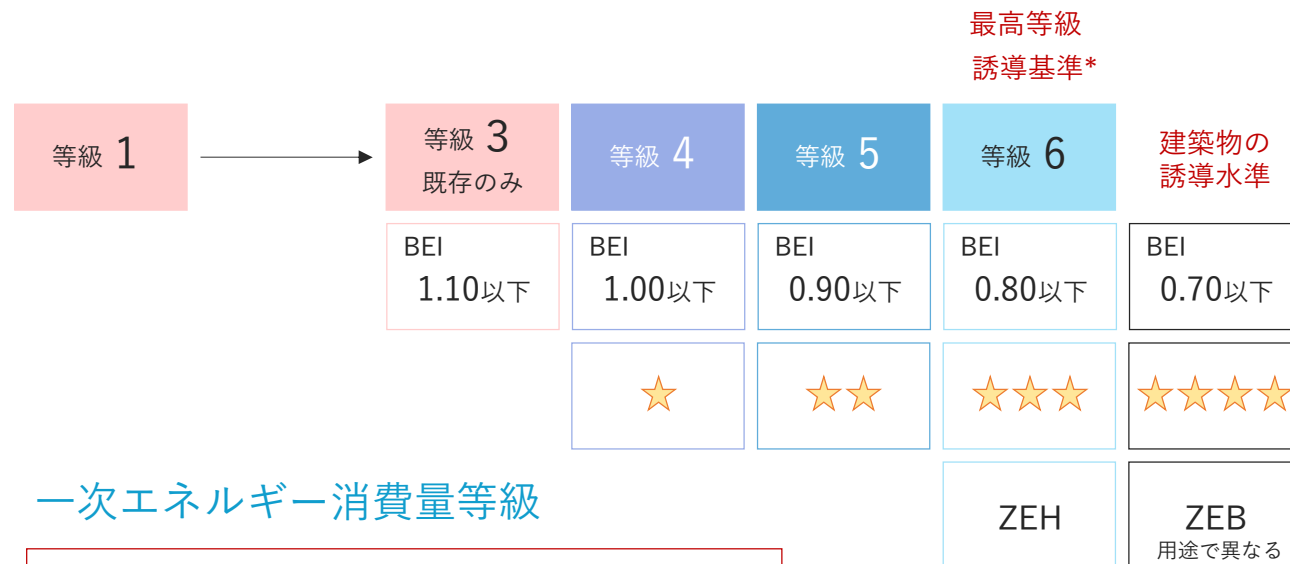 最高等級
誘導基準*
等級 1
等級 3
既存のみ
等級 4
等級 5
等級 6
建築物の
誘導水準
BEI
1.10以下
BEI
1.00以下
BEI
0.90以下
BEI
0.80以下
BEI
0.70以下
一次エネルギー消費量等級
ZEH
ZEB
用途で異なる